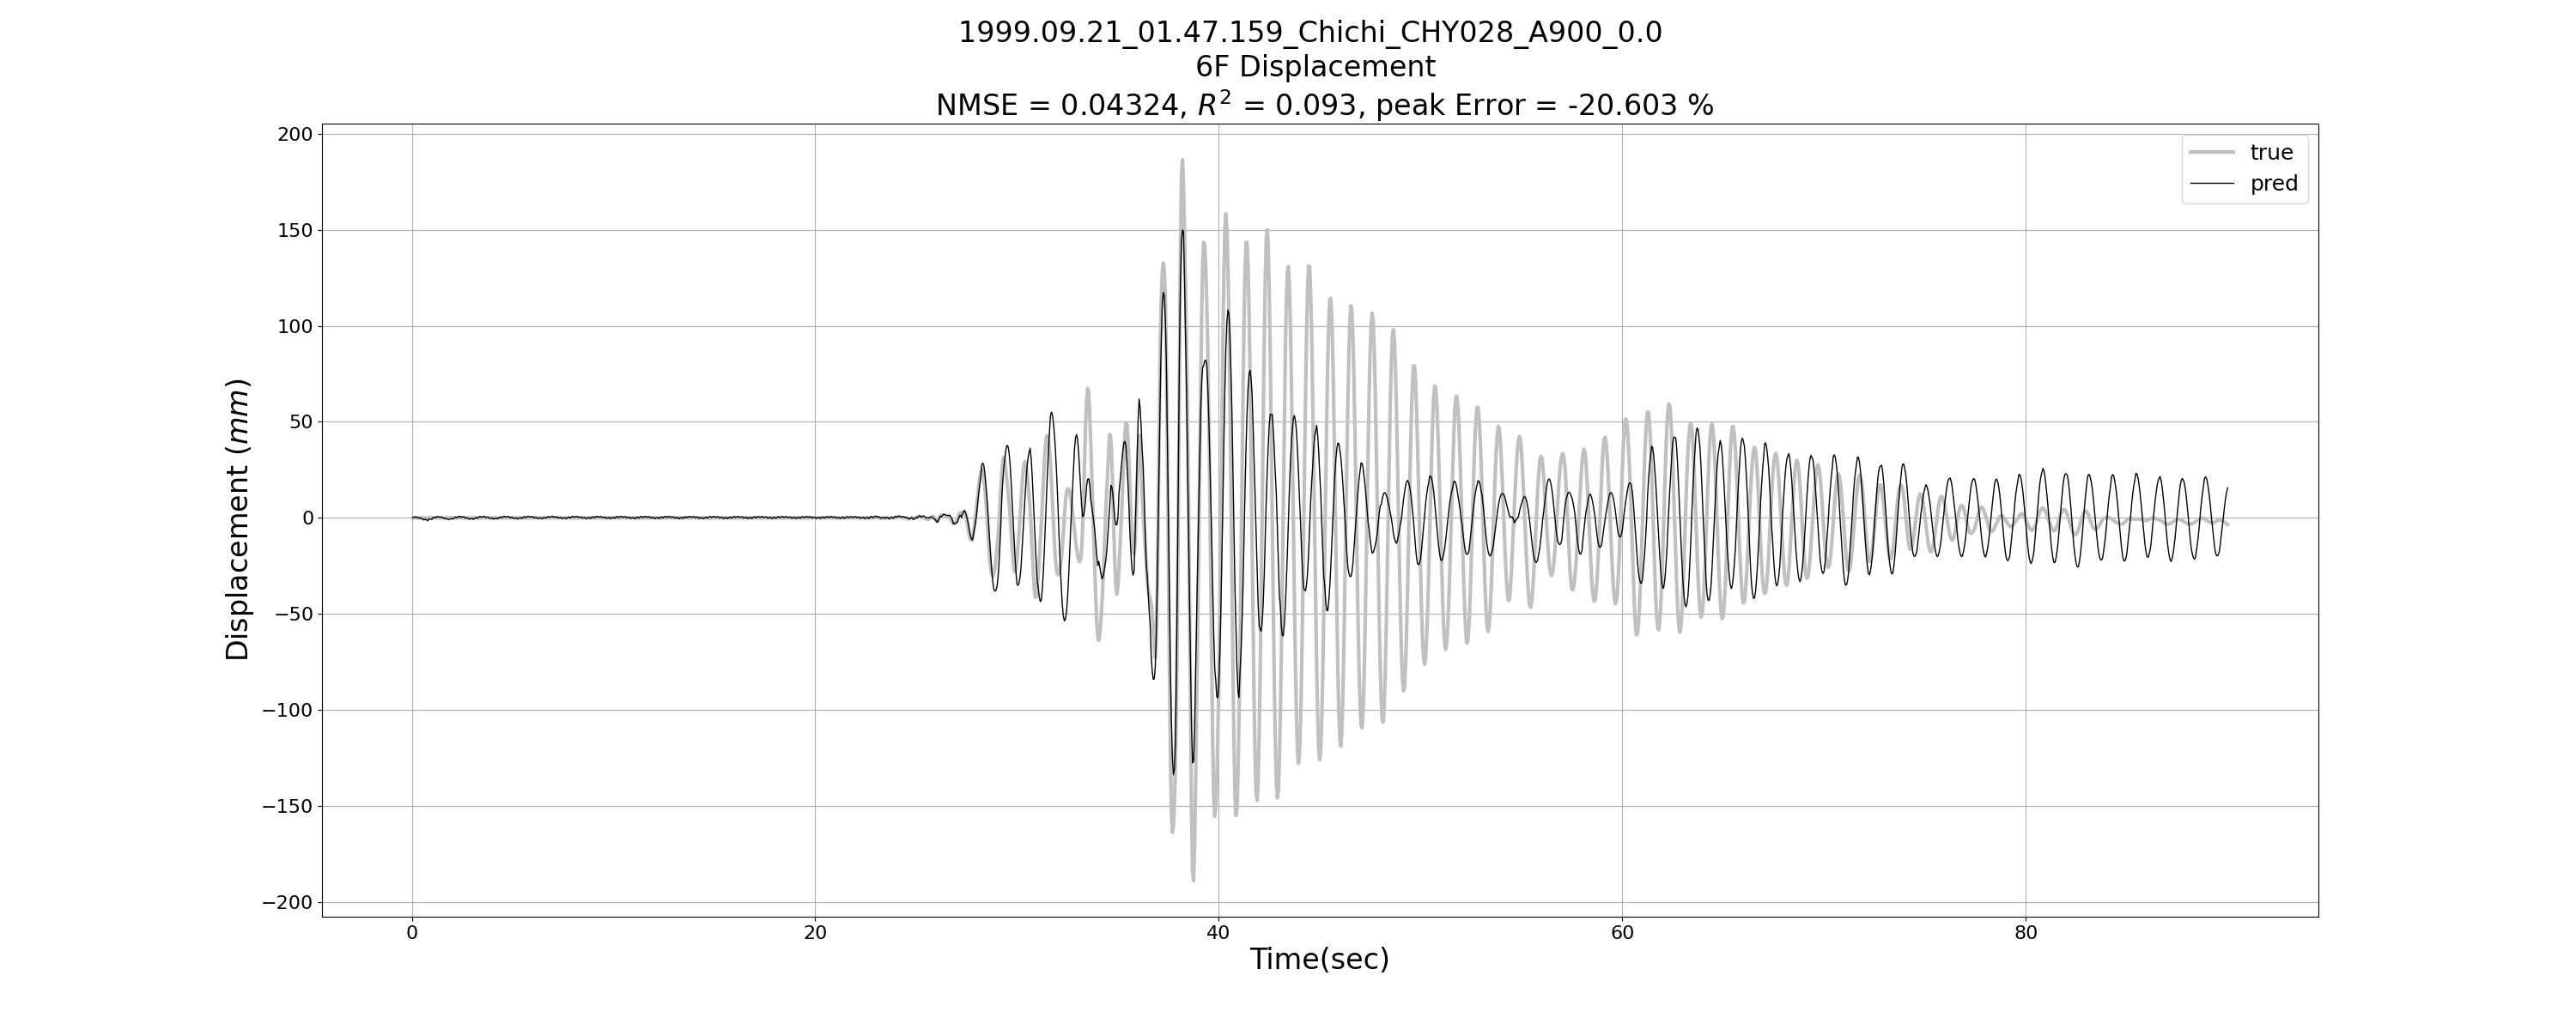 1999.09.21_01.47.159_Chichi_CHY028_A900_0.0
6F Displacement
NMSE = 0.04324, R² = 0.093, peak Error = -20.603 %
200
150
100
50
0
−50
−100
−150
−200
Displacement (mm)
true
pred
0 20 40 60 80
Time(sec)